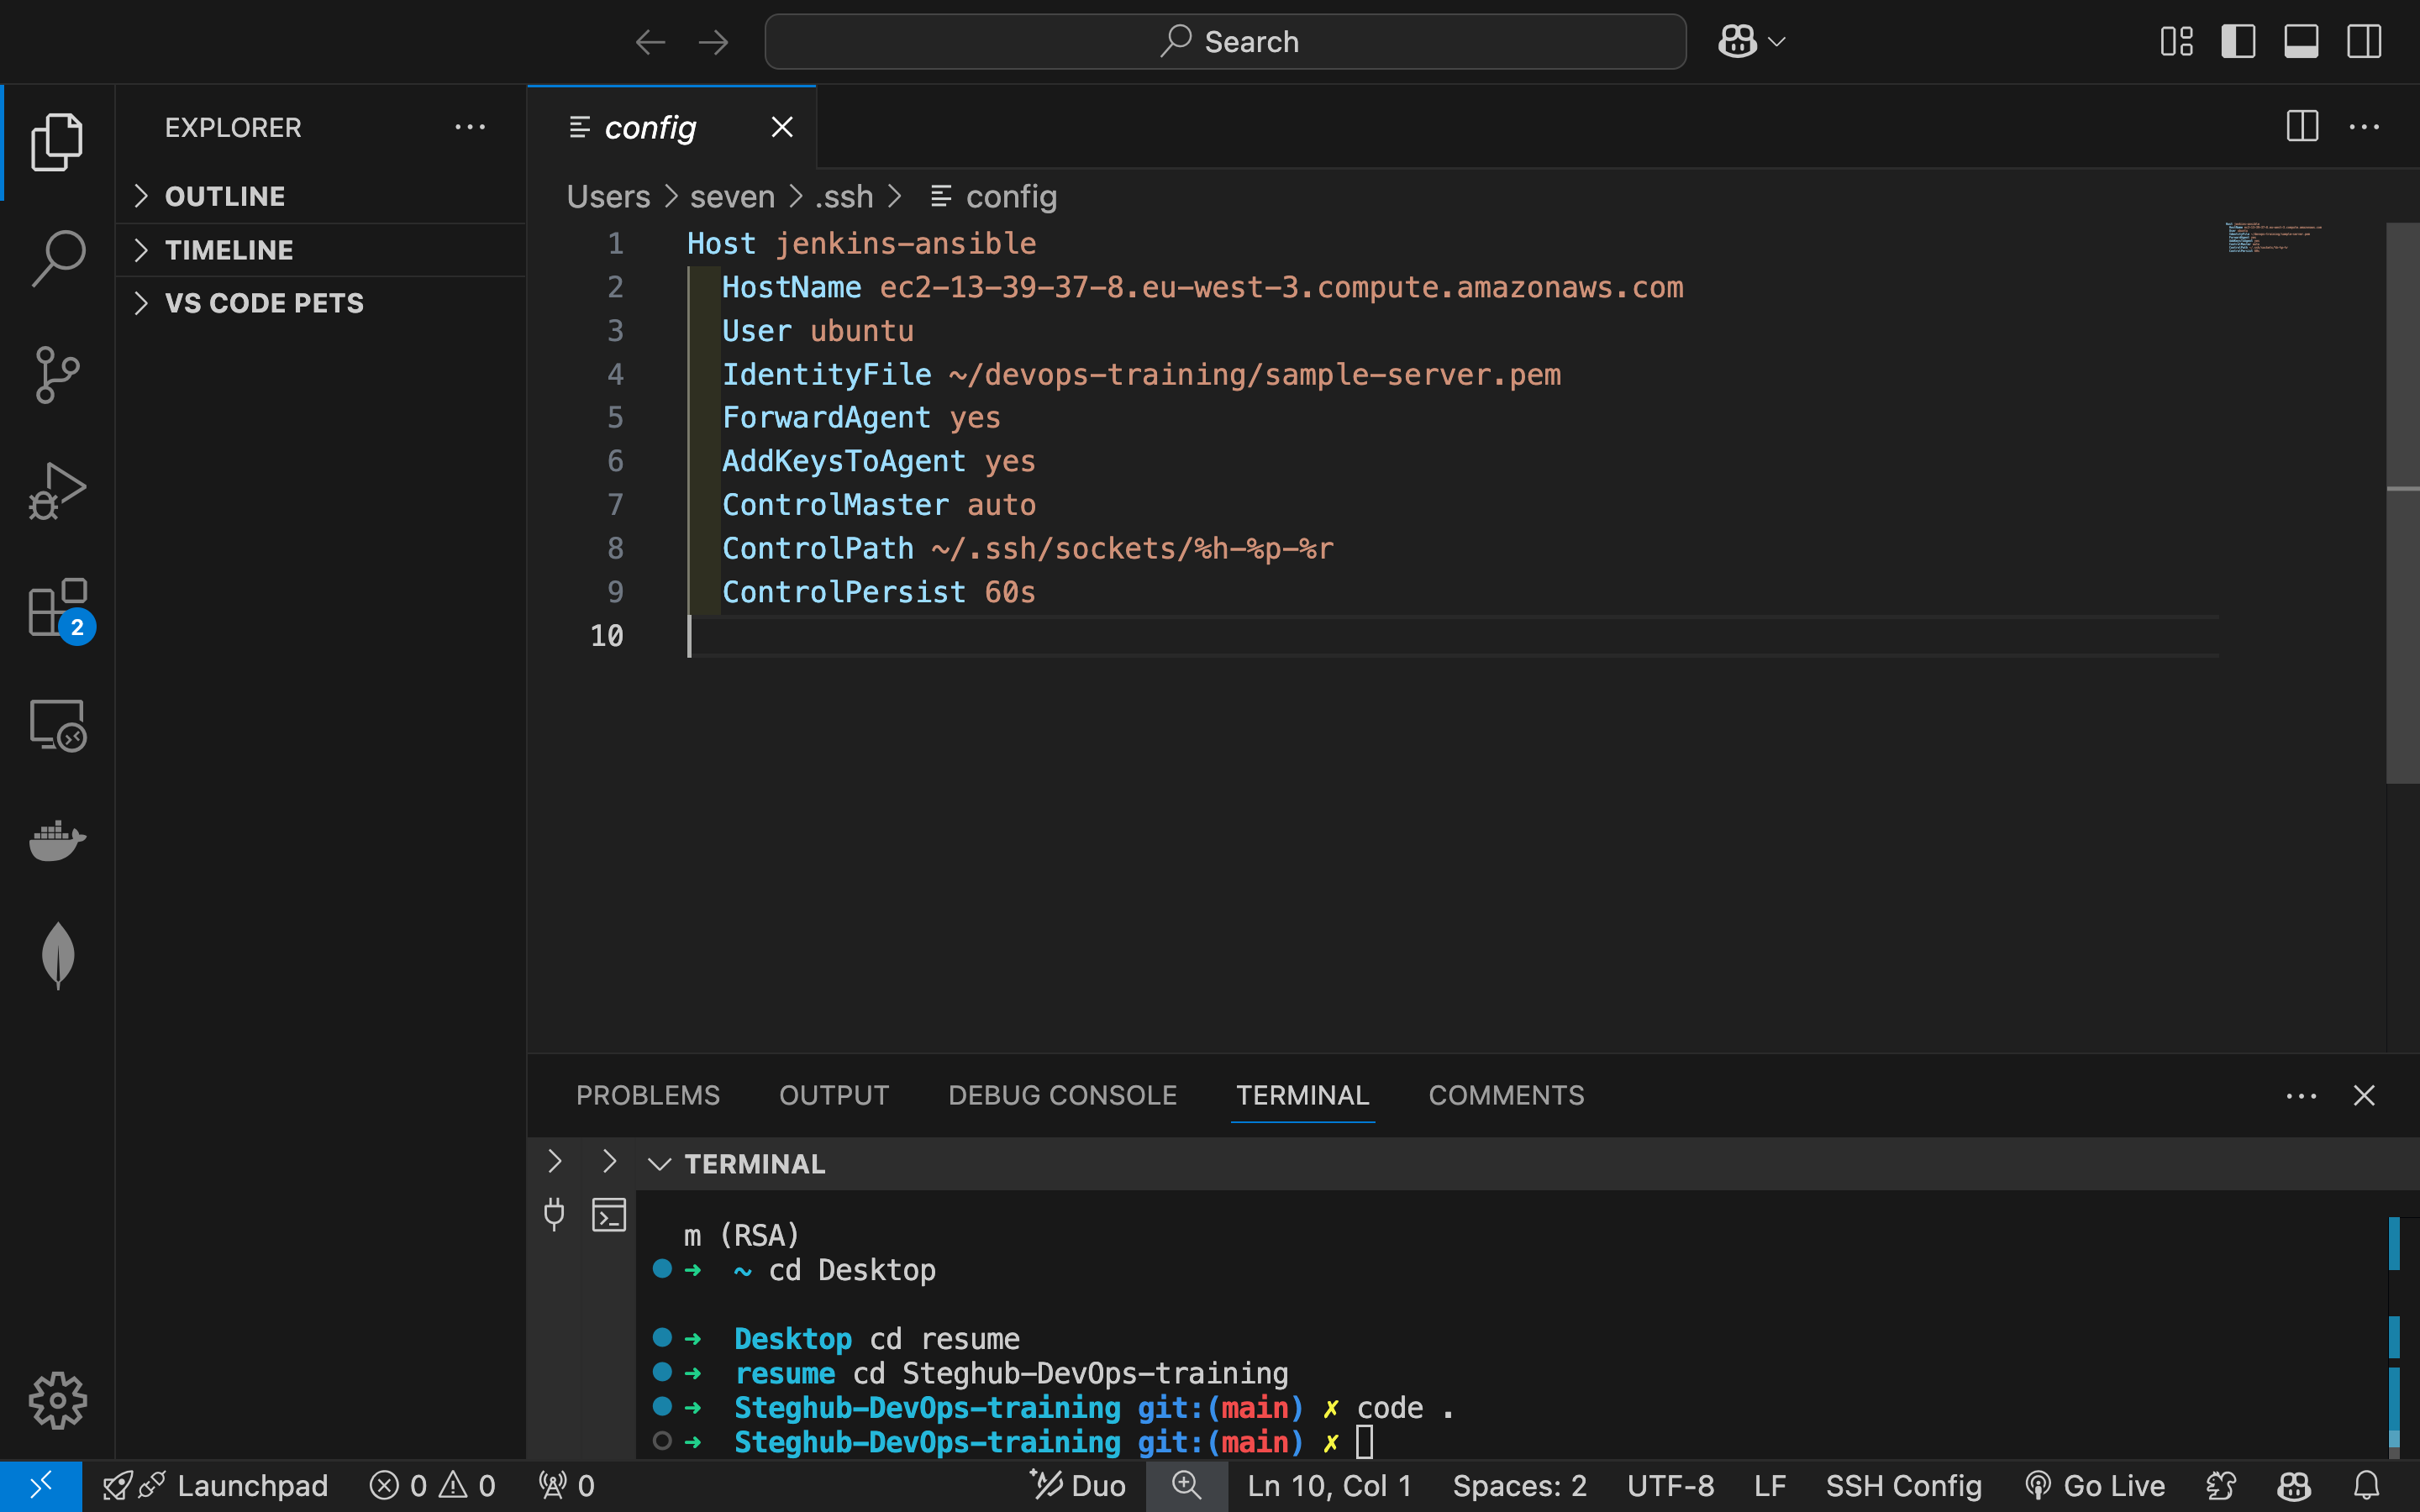 Search
EXPLORER
OUTLINE
TIMELINE
VS CODE PETS
2
config
Users > seven > .ssh > config
1 Host jenkins-ansible
2 HostName ec2-13-39-37-8.eu-west-3.compute.amazonaws.com
3 User ubuntu
4 IdentityFile ~/devops-training/sample-server.pem
5 ForwardAgent yes
6 AddKeysToAgent yes
7 ControlMaster auto
8 ControlPath ~/.ssh/sockets/%h-%p-%r
9 ControlPersist 60s
10
PROBLEMS OUTPUT DEBUG CONSOLE TERMINAL COMMENTS
TERMINAL
m (RSA)
➜ ~ cd Desktop
➜ Desktop cd resume
➜ resume cd Steghub-DevOps-training
➜ Steghub-DevOps-training git:(main) ✗ code .
➜ Steghub-DevOps-training git:(main) ✗
Launchpad 0 0 0 Duo Ln 10, Col 1 Spaces: 2 UTF-8 LF SSH Config Go Live